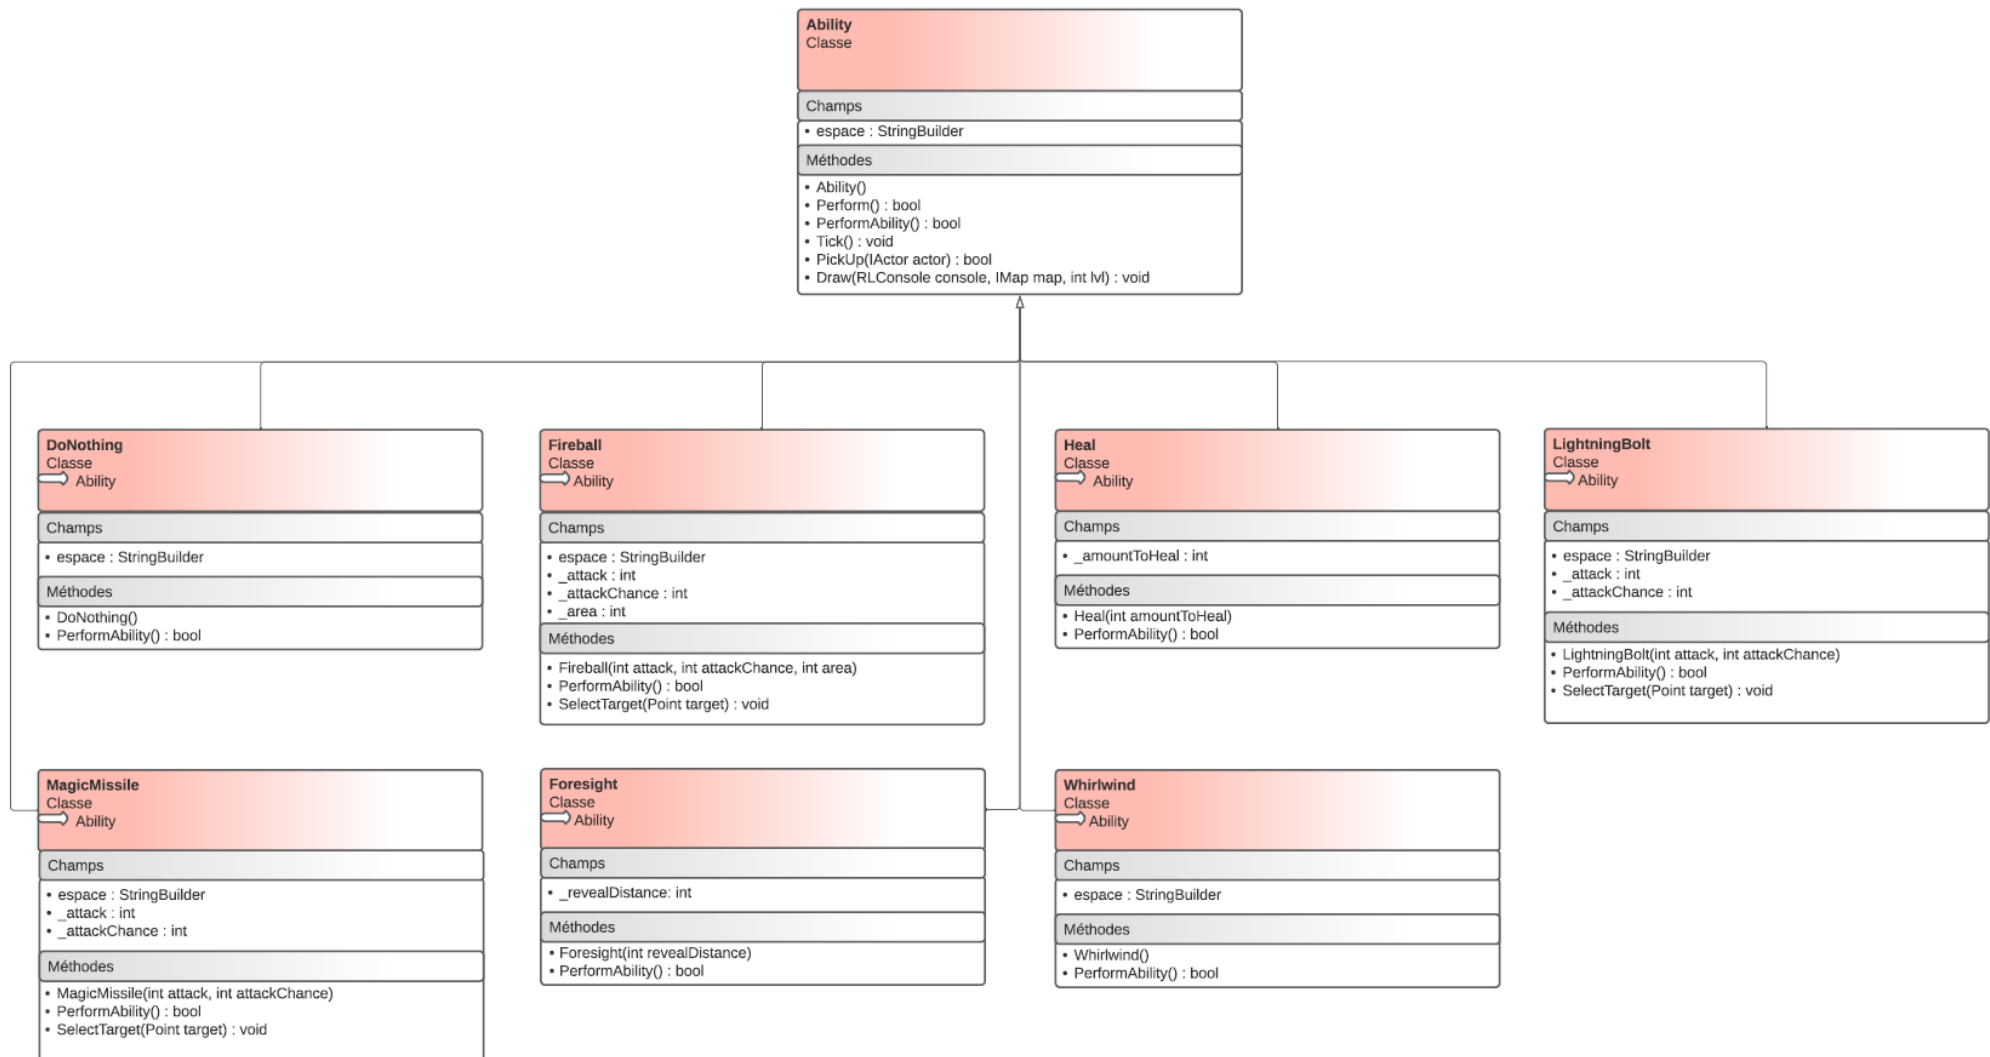 Ability
Classe
Champs
• espace : StringBuilder
Méthodes
• Ability()
• Perform() : bool
• PerformAbility() : bool
• Tick() : void
• PickUp(IActor actor) : bool
• Draw(RLConsole console, IMap map, int lvl) : void
DoNothing
Classe
Ability
Champs
• espace : StringBuilder
Méthodes
• DoNothing()
• PerformAbility() : bool
Fireball
Classe
Ability
Champs
• espace : StringBuilder
• _attack : int
• _attackChance : int
• _area : int
Méthodes
• Fireball(int attack, int attackChance, int area)
• PerformAbility() : bool
• SelectTarget(Point target) : void
Heal
Classe
Ability
Champs
• _amountToHeal : int
Méthodes
• Heal(int amountToHeal)
• PerformAbility() : bool
LightningBolt
Classe
Ability
Champs
• espace : StringBuilder
• _attack : int
• _attackChance : int
Méthodes
• LightningBolt(int attack, int attackChance)
• PerformAbility() : bool
• SelectTarget(Point target) : void
MagicMissile
Classe
Ability
Champs
• espace : StringBuilder
• _attack : int
• _attackChance : int
Méthodes
• MagicMissile(int attack, int attackChance)
• PerformAbility() : bool
• SelectTarget(Point target) : void
Foresight
Classe
Ability
Champs
• _revealDistance: int
Méthodes
• Foresight(int revealDistance)
• PerformAbility() : bool
Whirlwind
Classe
Ability
Champs
• espace : StringBuilder
Méthodes
• Whirlwind()
• PerformAbility() : bool